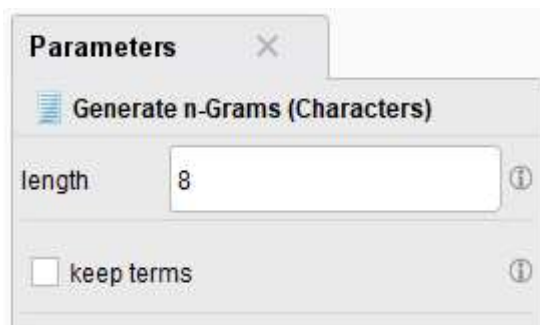 Parameters
Generate n-Grams (Characters)
length 8
keep terms